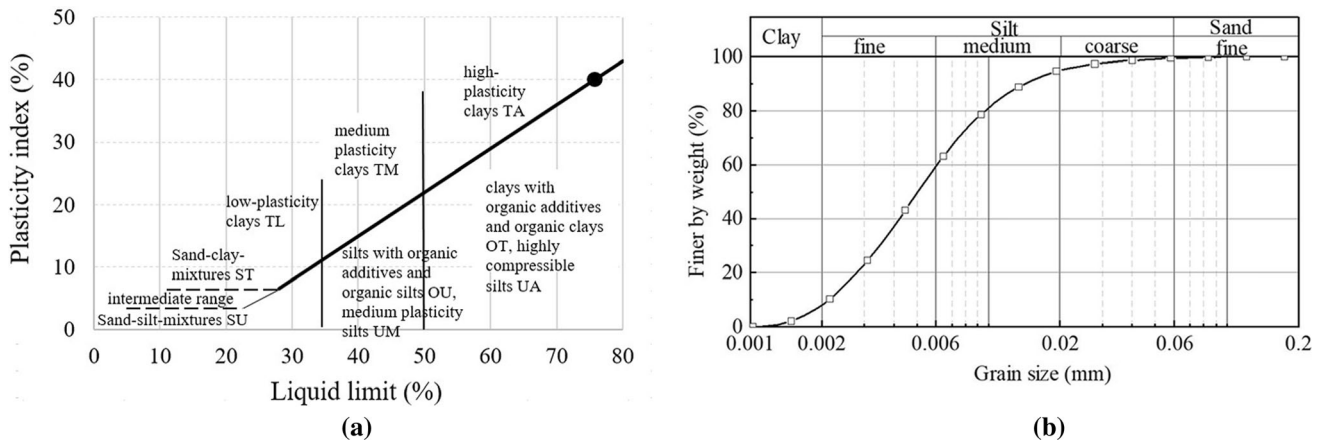 Plasticity index (%)
50
40
30
20
10
0
high-
plasticity
clays TA
medium
plasticity
clays TM
low-plasticity
clays TL
clays with
organic additives
and organic clays
OT, highly
compressible
silts UA
Sand-clay-
mixtures ST
silts with organic
additives and
organic silts OU,
medium plasticity
silts UM
intermediate range
Sand-silt-mixtures SU
0 10 20 30 40 50 60 70 80
Liquid limit (%)
(a)
Clay Silt Sand
fine medium coarse fine
Finer by weight (%)
100
80
60
40
20
0
0.001 0.002 0.006 0.02 0.06 0.2
Grain size (mm)
(b)